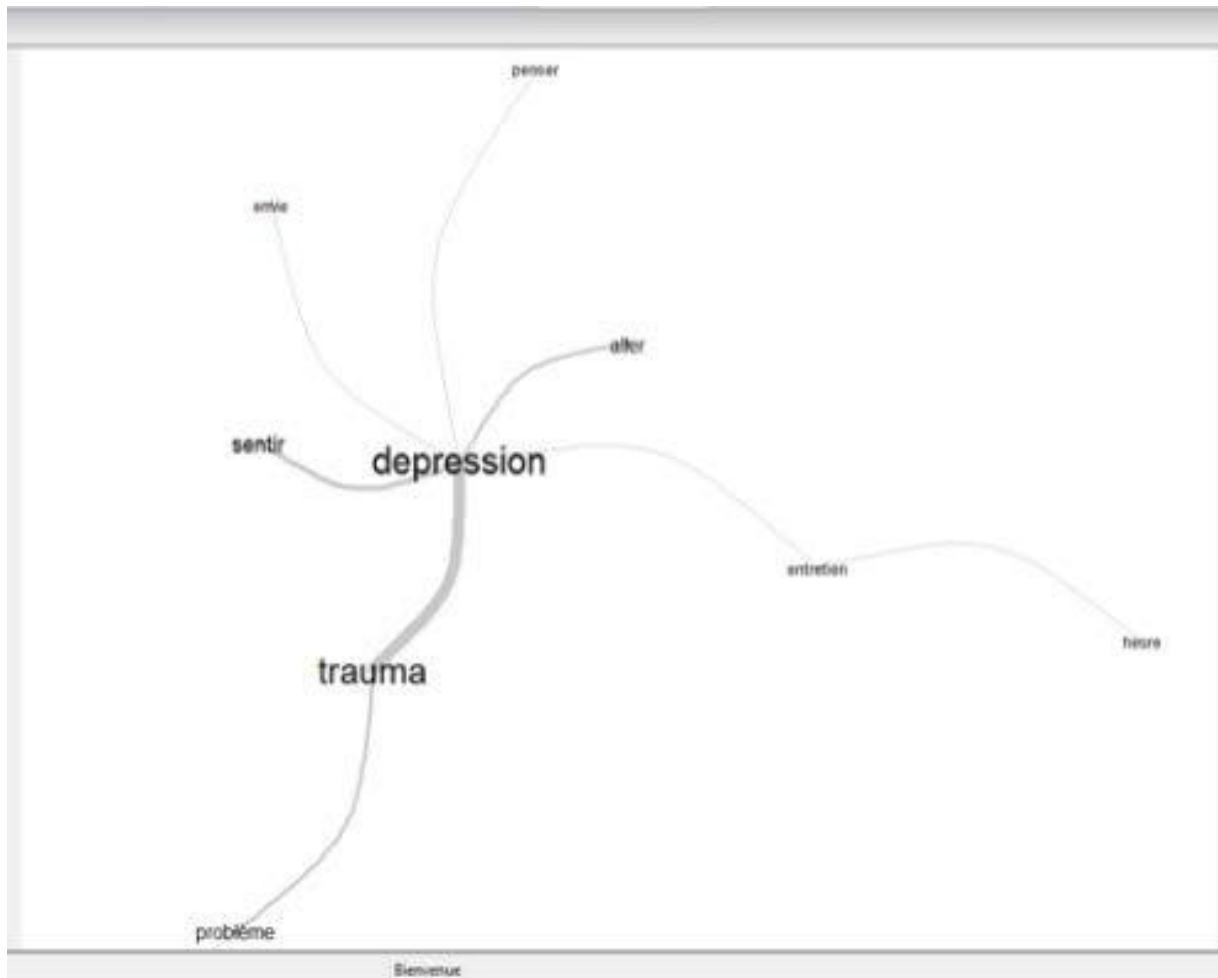 penser
envie
aller
sentir
depression
entretien
heure
trauma
problème
Bienvenue